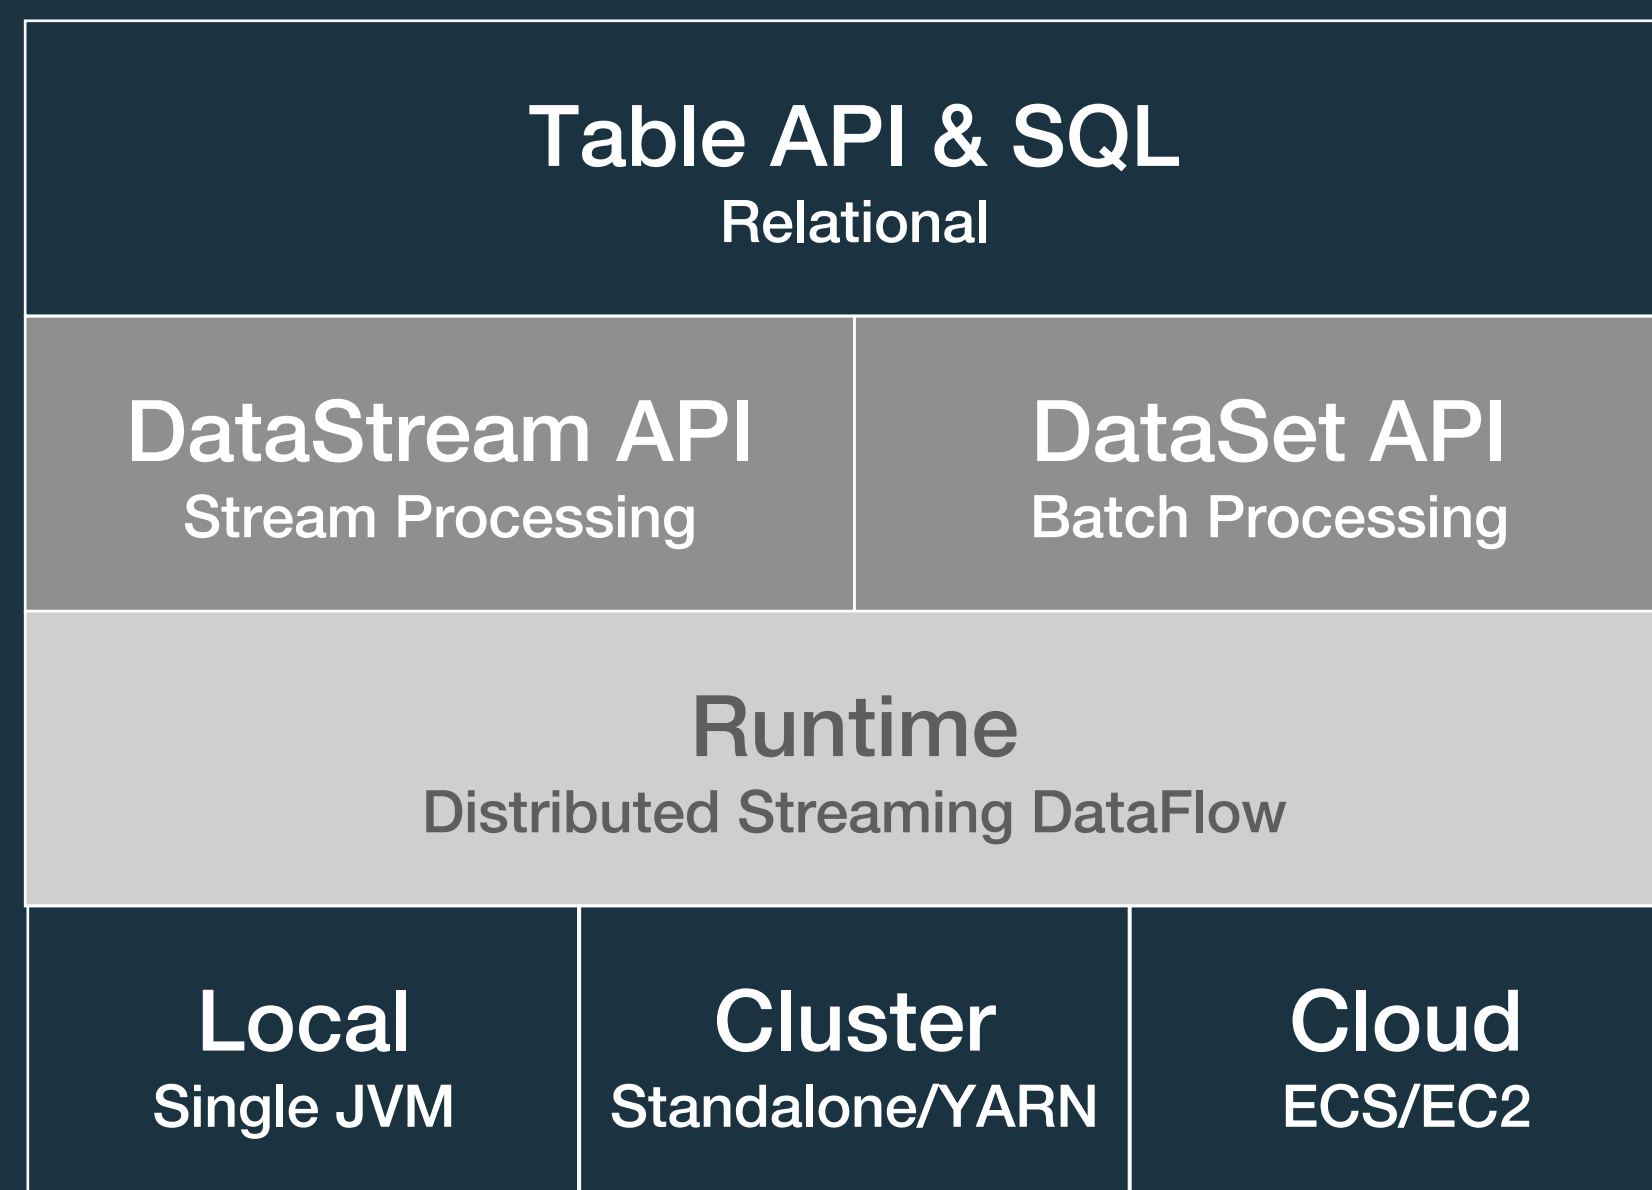 Table API & SQL
Relational
DataStream API
Stream Processing
DataSet API
Batch Processing
Runtime
Distributed Streaming DataFlow
Local
Single JVM
Cluster
Standalone/YARN
Cloud
ECS/EC2